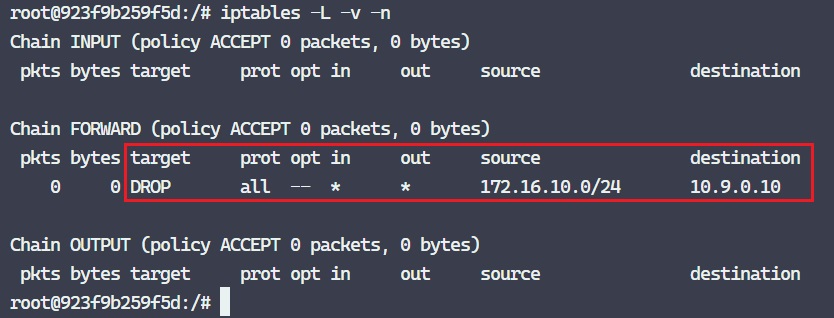 root@923f9b259f5d:/# iptables -L -v -n
Chain INPUT (policy ACCEPT 0 packets, 0 bytes)
 pkts bytes target     prot opt in     out     source               destination

Chain FORWARD (policy ACCEPT 0 packets, 0 bytes)
 pkts bytes target     prot opt in     out     source               destination
    0     0 DROP       all  --  *      *       172.16.10.0/24       10.9.0.10

Chain OUTPUT (policy ACCEPT 0 packets, 0 bytes)
 pkts bytes target     prot opt in     out     source               destination
root@923f9b259f5d:/#